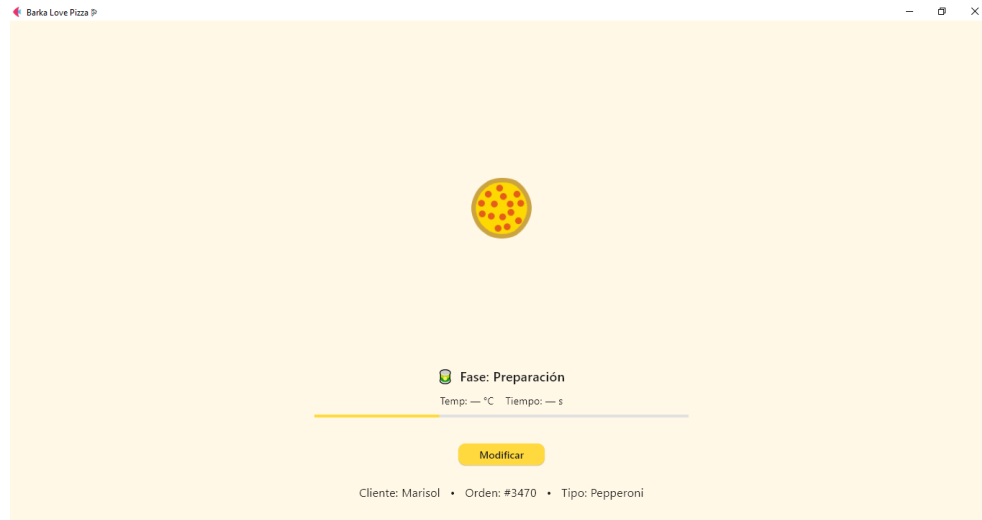 Barka Love Pizza
Fase: Preparación
Temp: — °C Tiempo: — s
Modificar
Cliente: Marisol • Orden: #3470 • Tipo: Pepperoni